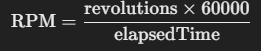 RPM = revolutions × 60000 / elapsedTime